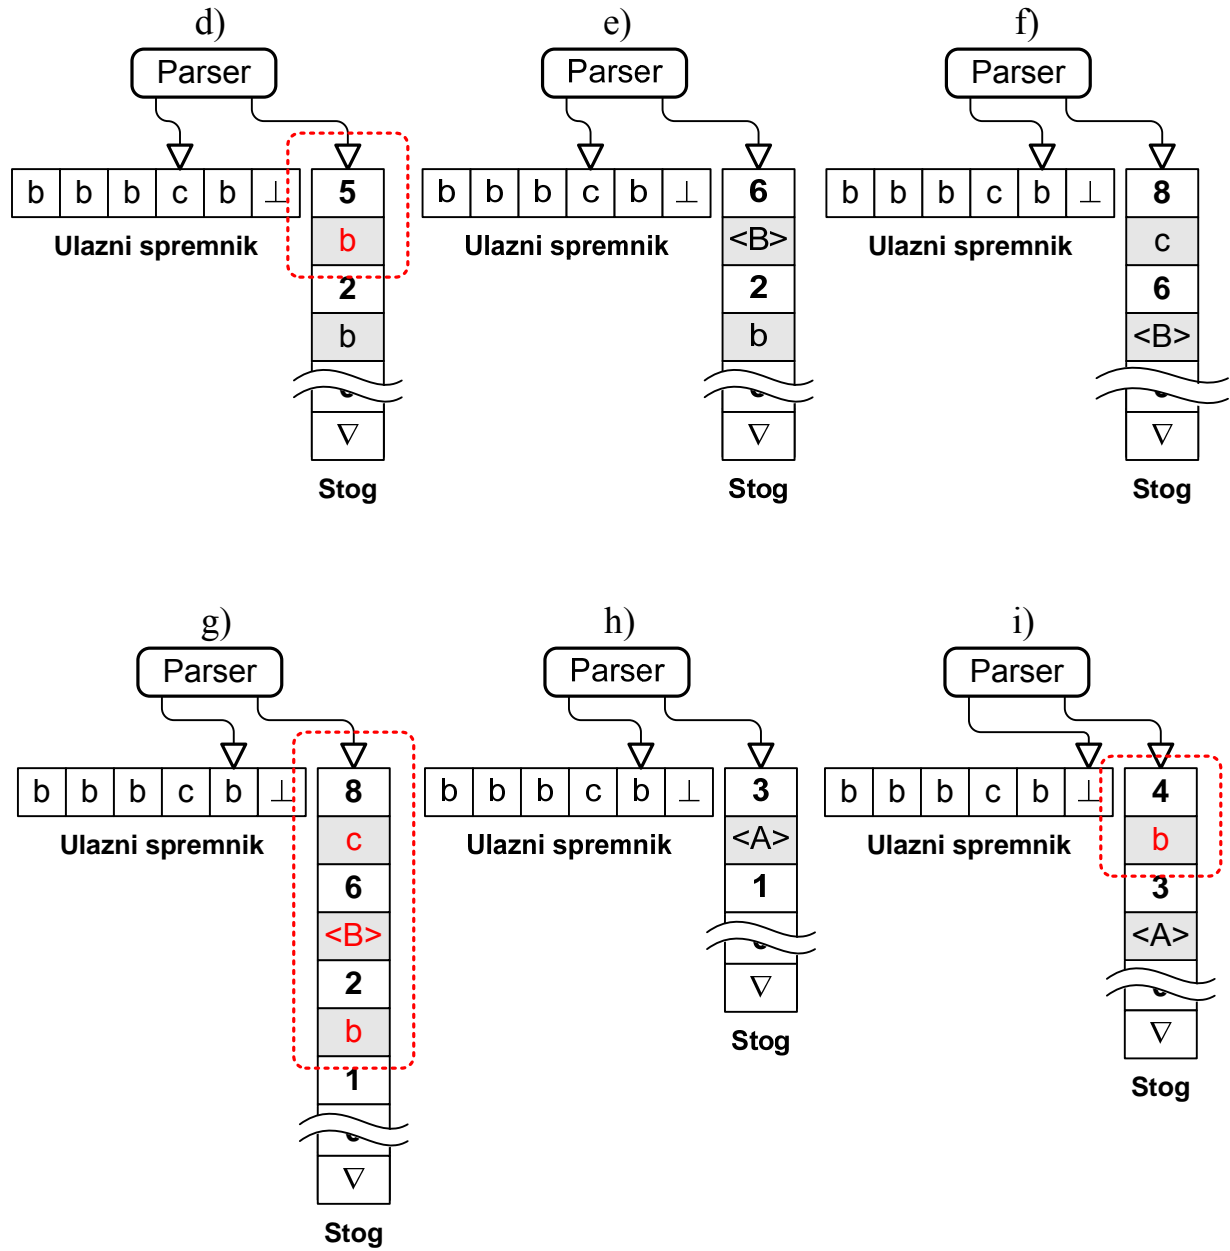 d) e) f)
Parser Parser Parser
b b b c b ⊥ 5 b b b c b ⊥ 6 b b b c b ⊥ 8
Ulazni spremnik b Ulazni spremnik <B> Ulazni spremnik c
2 2 6
b b <B>
∇ ∇ ∇
Stog Stog Stog
g) h) i)
Parser Parser Parser
b b b c b ⊥ 8 b b b c b ⊥ 3 b b b c b ⊥ 4
Ulazni spremnik c Ulazni spremnik <A> Ulazni spremnik b
6 1 3
<B> <A>
2 ∇
b Stog ∇
1 Stog
∇
Stog